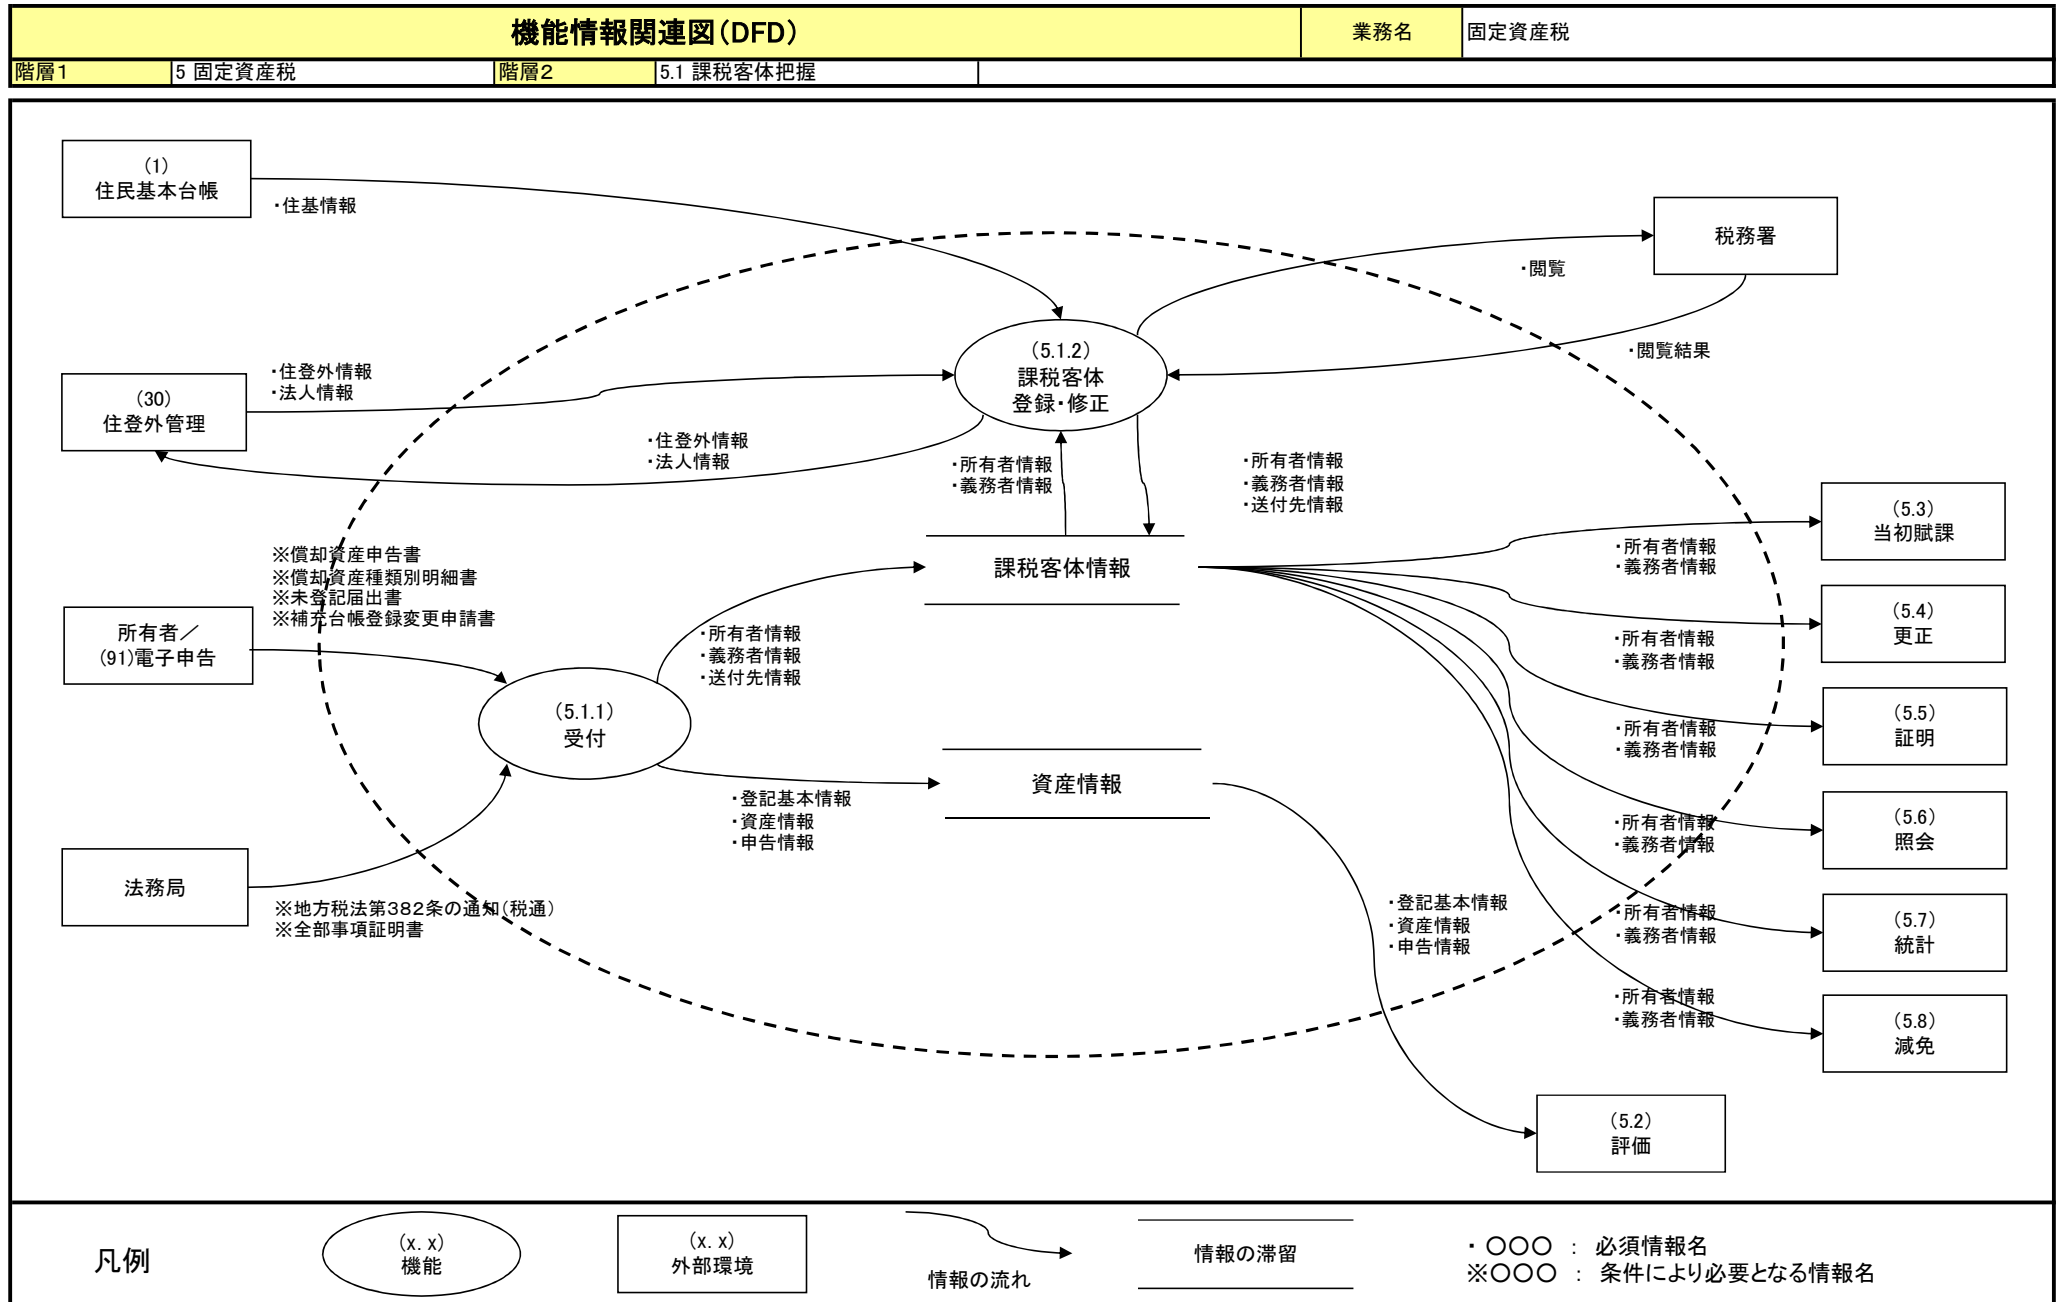 機能情報関連図(DFD)
業務名
固定資産税
階層1
5 固定資産税
階層2
5.1 課税客体把握
(1)
住民基本台帳
・住基情報
税務署
・閲覧
・閲覧結果
(5.1.2)
課税客体
登録・修正
(30)
住登外管理
・住登外情報
・法人情報
・住登外情報
・法人情報
・所有者情報
・義務者情報
・所有者情報
・義務者情報
・送付先情報
課税客体情報
※償却資産申告書
※償却資産種類別明細書
※未登記届出書
※補充台帳登録変更申請書
所有者/
(91)電子申告
・所有者情報
・義務者情報
・送付先情報
(5.1.1)
受付
資産情報
・登記基本情報
・資産情報
・申告情報
法務局
※地方税法第382条の通知(税通)
※全部事項証明書
・登記基本情報
・資産情報
・申告情報
・所有者情報
・義務者情報
(5.3)
当初賦課
・所有者情報
・義務者情報
(5.4)
更正
・所有者情報
・義務者情報
(5.5)
証明
・所有者情報
・義務者情報
(5.6)
照会
・所有者情報
・義務者情報
(5.7)
統計
・所有者情報
・義務者情報
(5.8)
減免
(5.2)
評価
凡例
(x. x)
機能
(x. x)
外部環境
情報の流れ
情報の滞留
・ ○○○ : 必須情報名
※○○○ : 条件により必要となる情報名